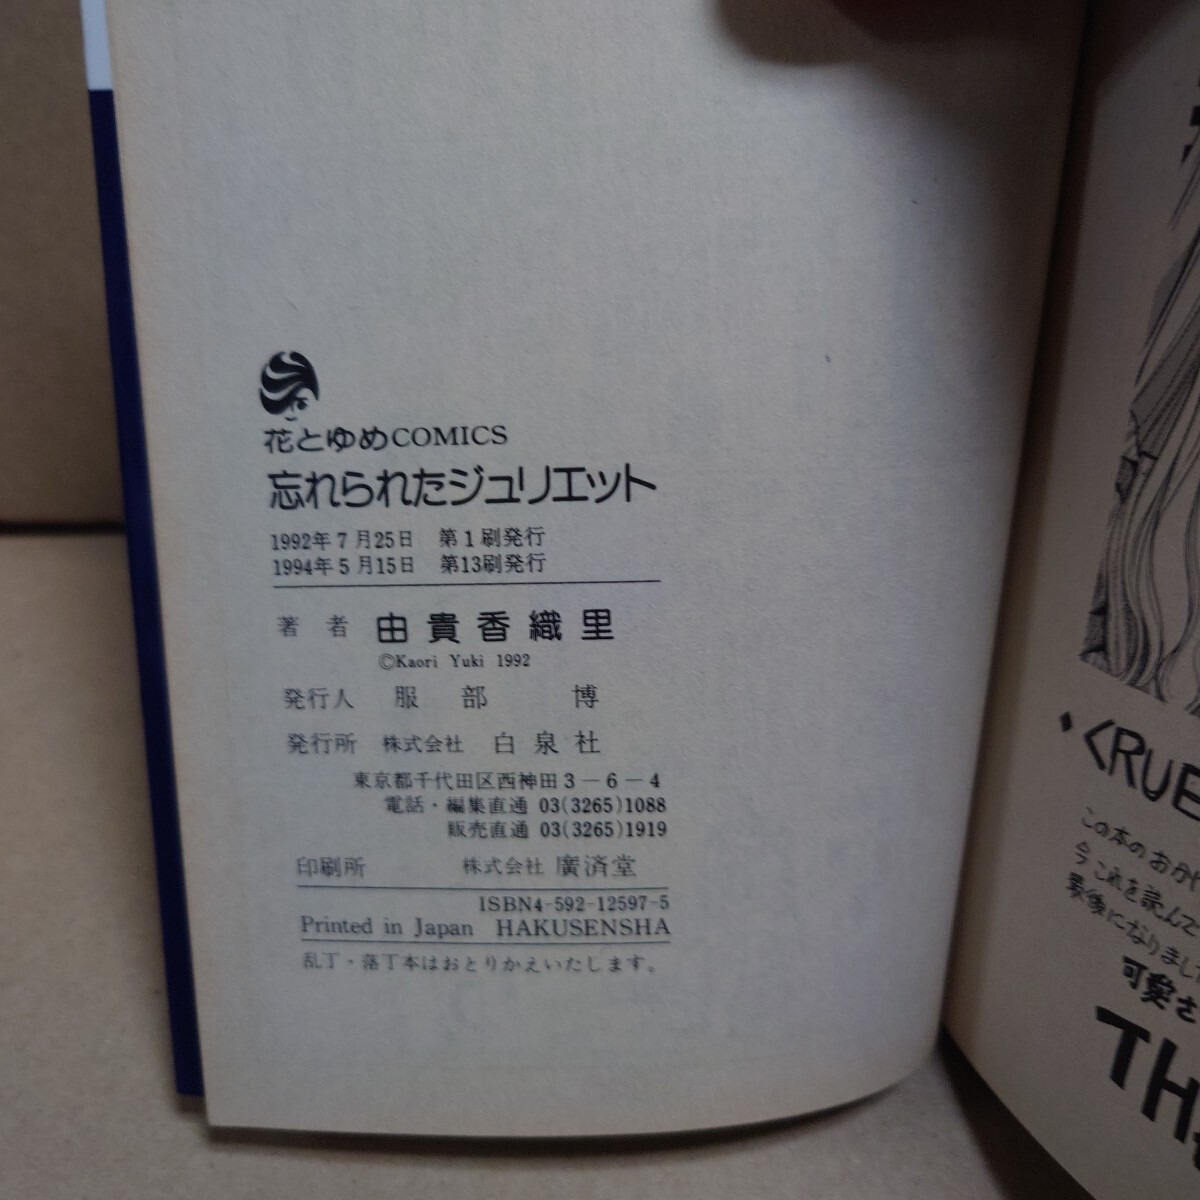 花とゆめCOMICS
忘れられたジュリエット
1992年7月25日 第1刷発行
1994年5月15日 第13刷発行
著者 由貴香織里
©Kaori Yuki 1992
発行人 服部 博
発行所 株式会社 白泉社
東京都千代田区西神田3-6-4
電話・編集直通 03(3265)1088
販売直通 03(3265)1919
印刷所 株式会社 廣済堂
ISBN4-592-12597-5
Printed in Japan HAKUSENSHA
乱丁・落丁本はおとりかえいたします。
この本のおか
今これを読んで
最後になりました
可愛さ